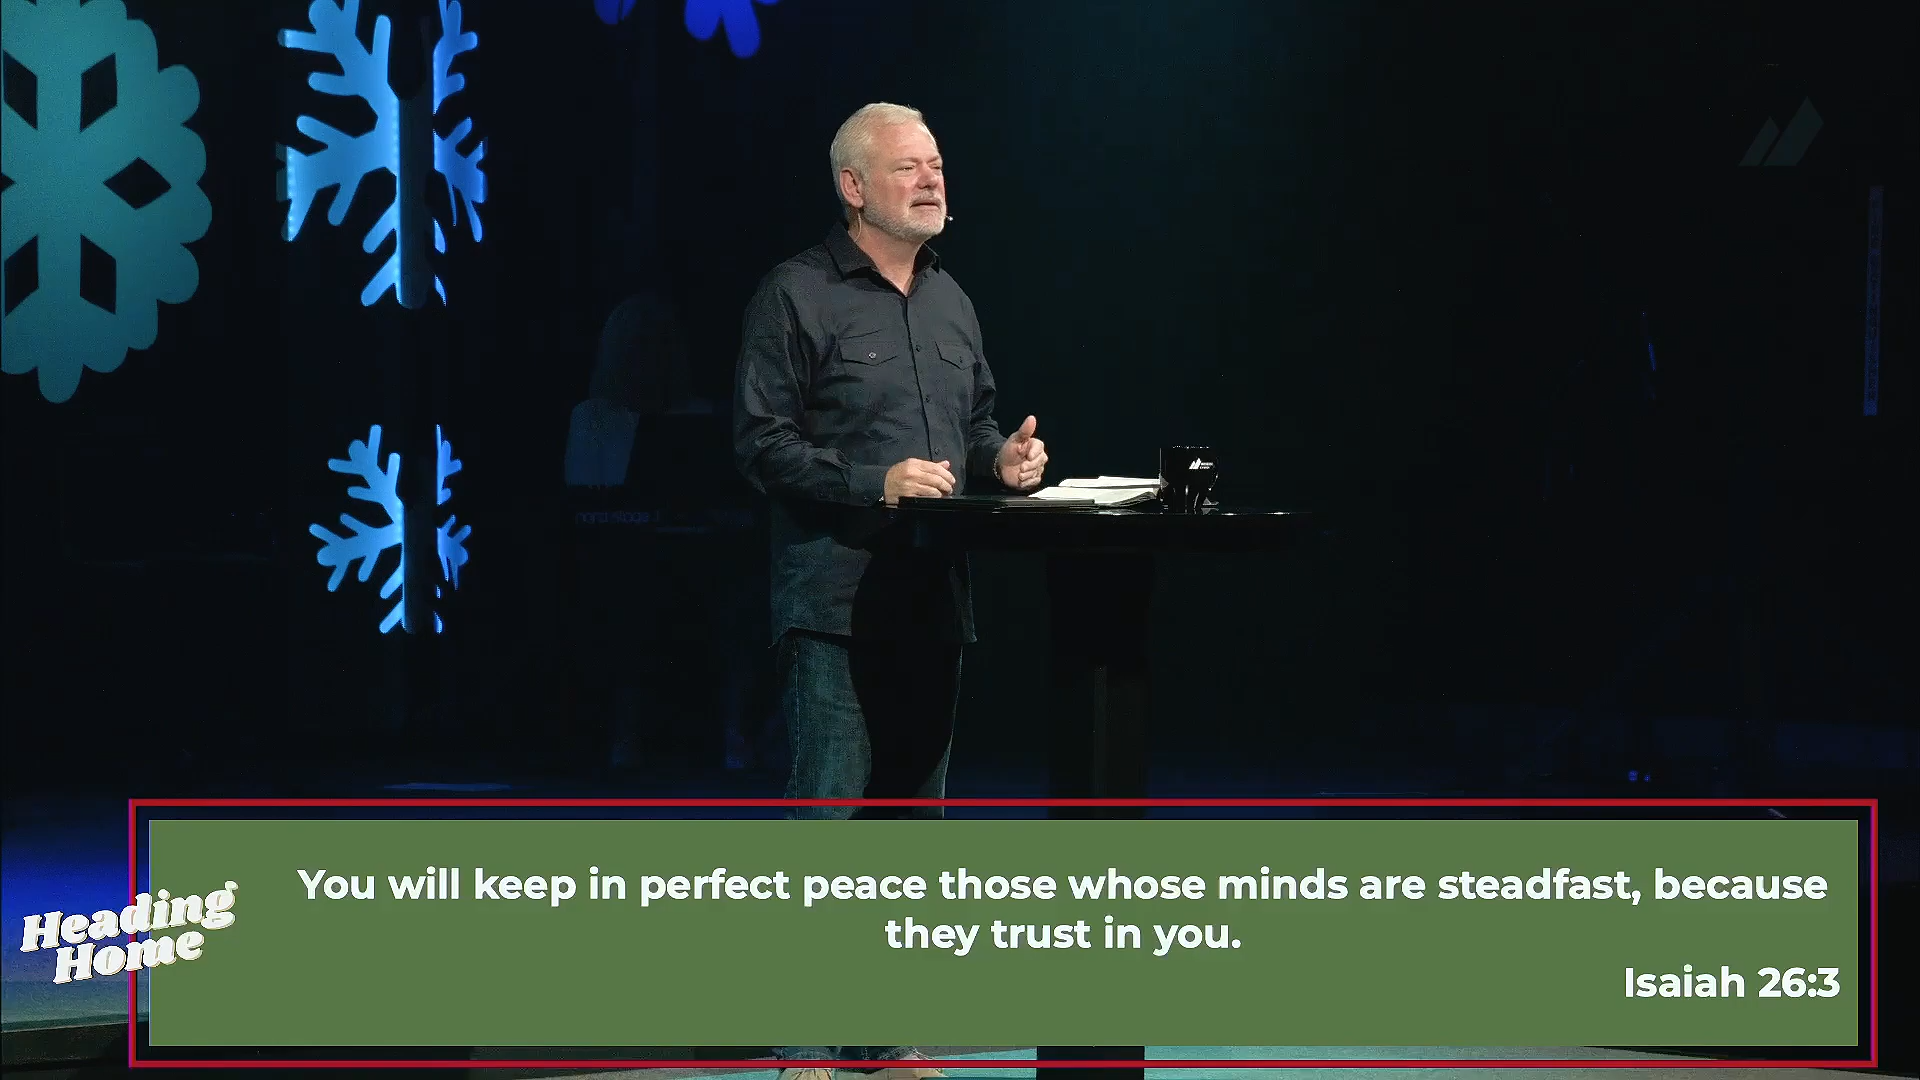 You will keep in perfect peace those whose minds are steadfast, because
they trust in you.
Isaiah 26:3
Heading
Home